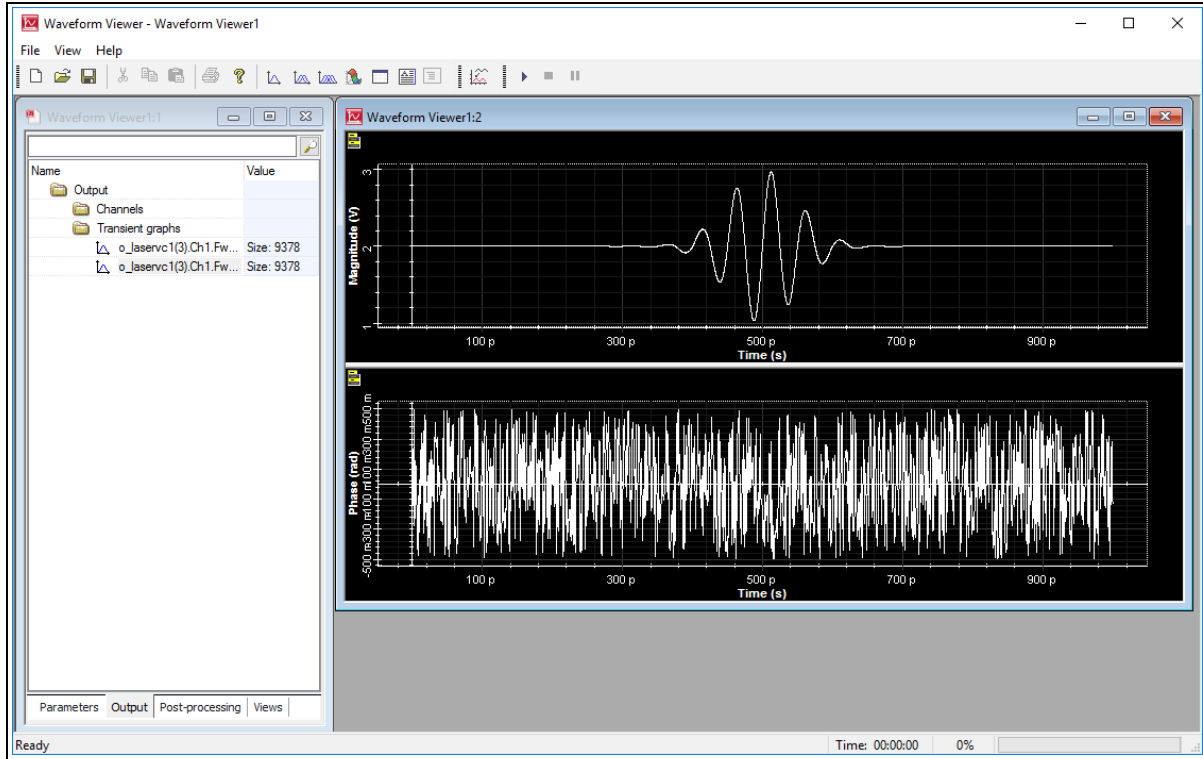 Waveform Viewer - Waveform Viewer1
File View Help
Waveform Viewer1:1
Name Value
Output
Channels
Transient graphs
o_laservc1(3).Ch1.Fw... Size: 9378
o_laservc1(3).Ch1.Fw... Size: 9378
Parameters Output Post-processing Views
Waveform Viewer1:2
Magnitude (V)
3
2
1
100 p 300 p 500 p 700 p 900 p
Time (s)
Phase (rad)
-500 m -300 m -100 m 100 m 300 m 500 m
100 p 300 p 500 p 700 p 900 p
Time (s)
Ready Time: 00:00:00 0%